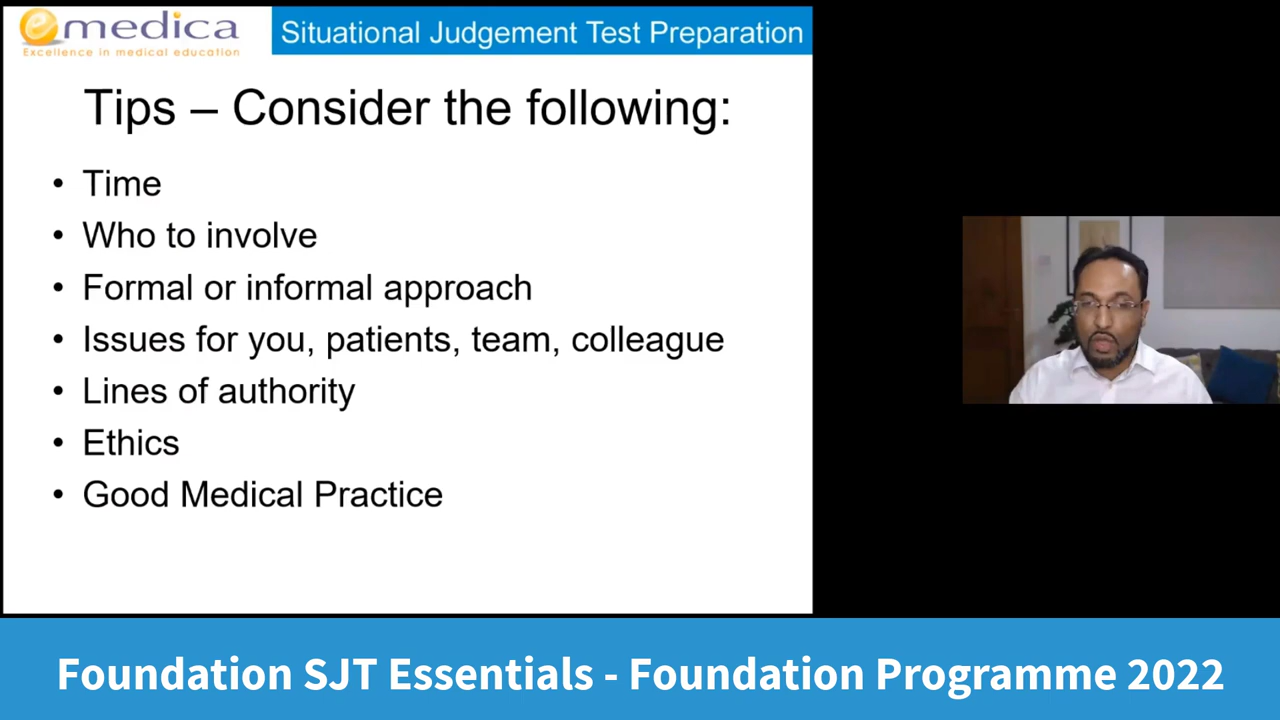 emedica
Excellence in medical education
Situational Judgement Test Preparation
Tips – Consider the following:
• Time
• Who to involve
• Formal or informal approach
• Issues for you, patients, team, colleague
• Lines of authority
• Ethics
• Good Medical Practice
Foundation SJT Essentials - Foundation Programme 2022